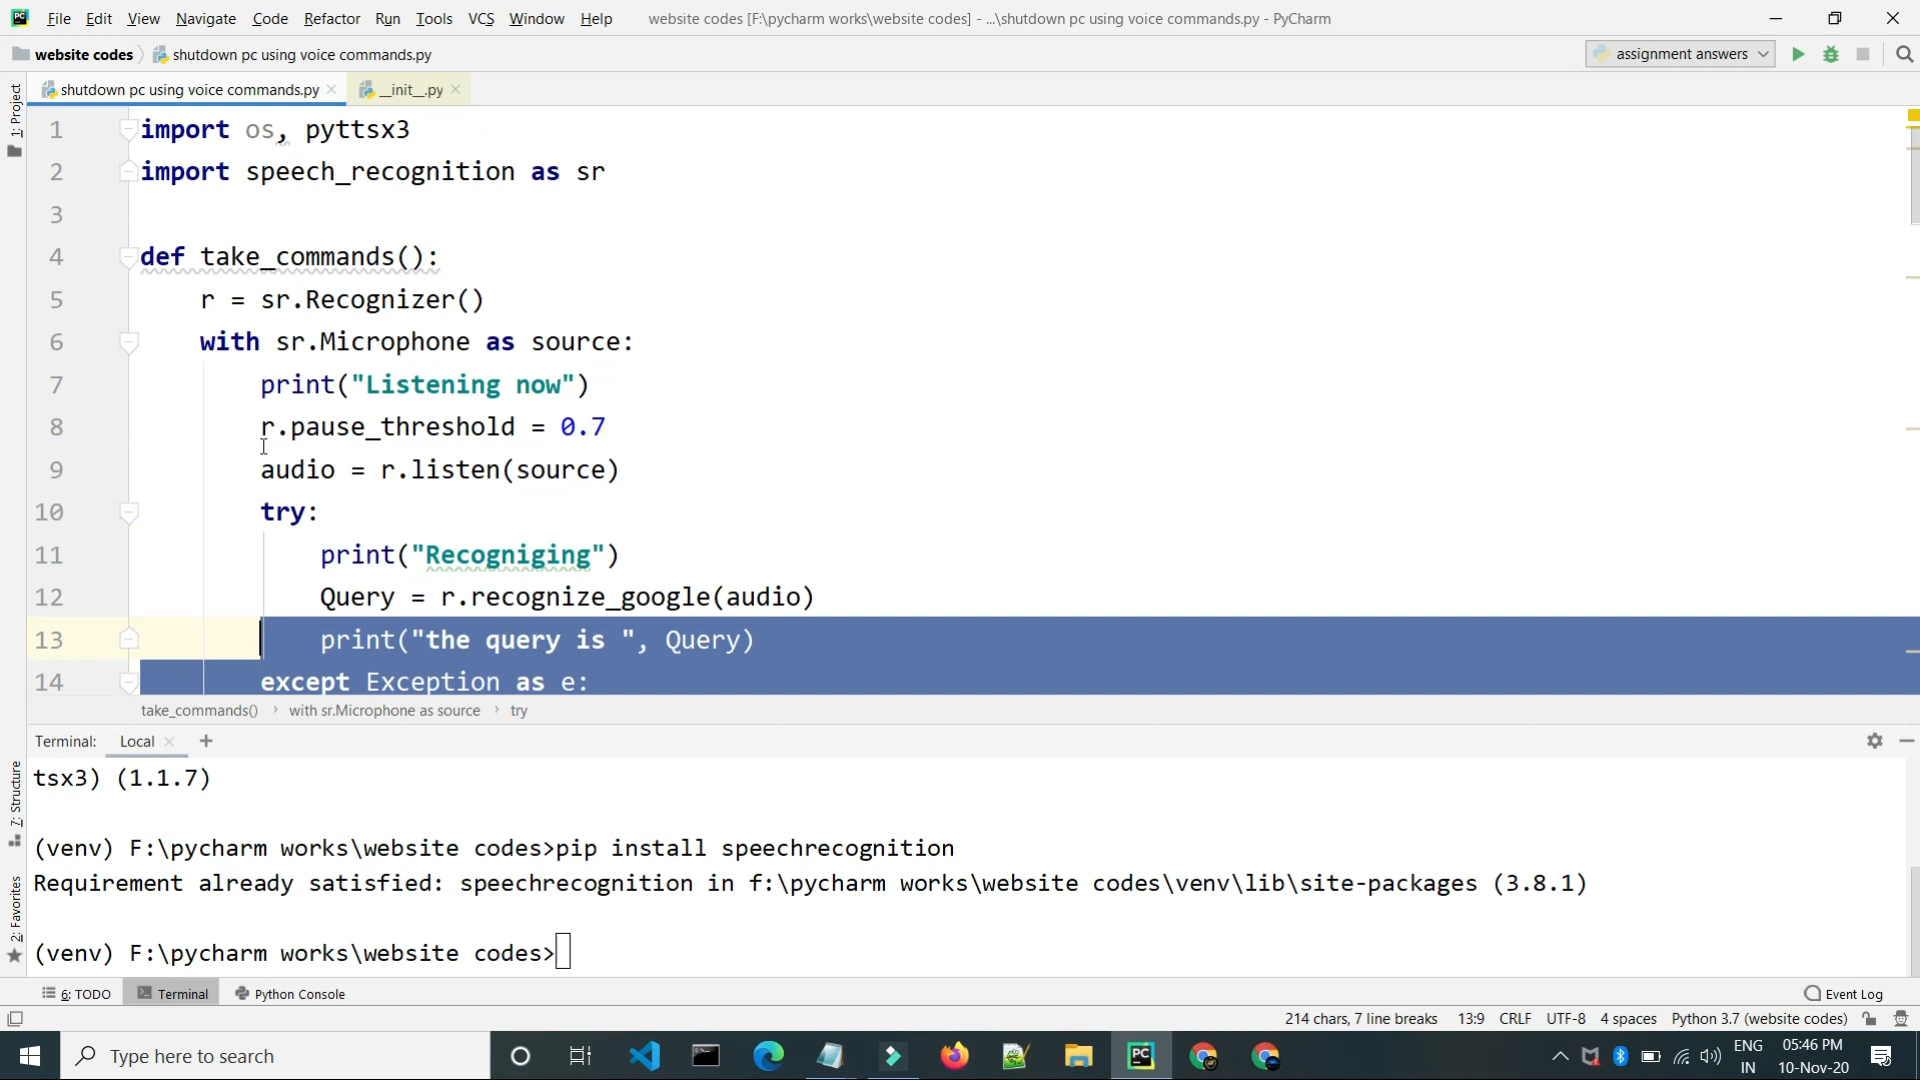 File Edit View Navigate Code Refactor Run Tools VCS Window Help website codes [F:\pycharm works\website codes] - ...\shutdown pc using voice commands.py - PyCharm
website codes shutdown pc using voice commands.py assignment answers
shutdown pc using voice commands.py __init__.py
1: Project
1 import os, pyttsx3
2 import speech_recognition as sr
3
4 def take_commands():
5 r = sr.Recognizer()
6 with sr.Microphone as source:
7 print("Listening now")
8 r.pause_threshold = 0.7
9 audio = r.listen(source)
10 try:
11 print("Recogniging")
12 Query = r.recognize_google(audio)
13 print("the query is ", Query)
14 except Exception as e:
take_commands() › with sr.Microphone as source › try
Terminal: Local +
7: Structure
2: Favorites
tsx3) (1.1.7)
(venv) F:\pycharm works\website codes>pip install speechrecognition
Requirement already satisfied: speechrecognition in f:\pycharm works\website codes\venv\lib\site-packages (3.8.1)
(venv) F:\pycharm works\website codes>
6: TODO Terminal Python Console Event Log
214 chars, 7 line breaks 13:9 CRLF UTF-8 4 spaces Python 3.7 (website codes)
Type here to search PC ENG 05:46 PM
IN 10-Nov-20